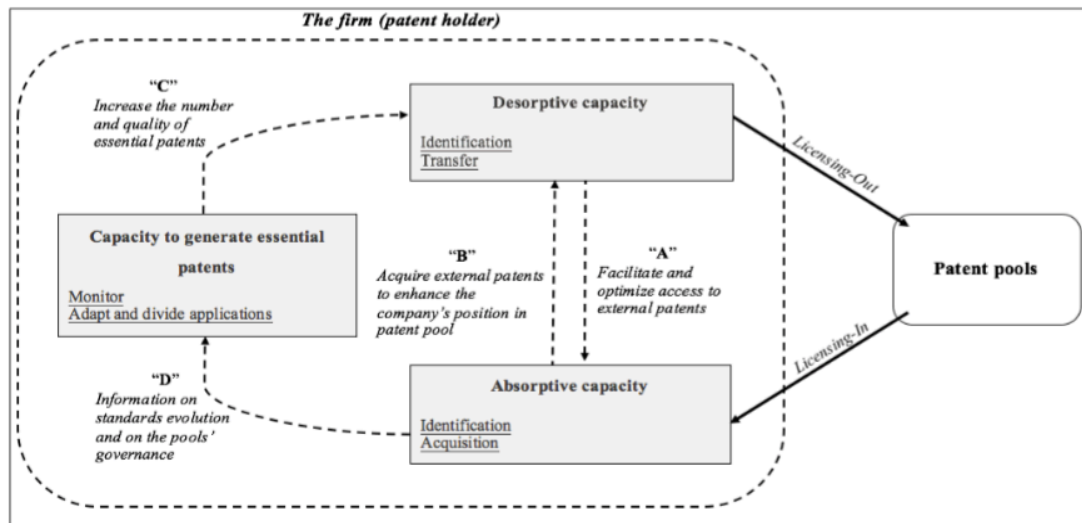 The firm (patent holder)
“C”
Increase the number
and quality of
essential patents
Desorptive capacity
Identification
Transfer
Licensing-Out
Capacity to generate essential
patents
Monitor
Adapt and divide applications
“B”
Acquire external patents
to enhance the
company’s position in
patent pool
“A”
Facilitate and
optimize access to
external patents
Patent pools
Licensing-In
“D”
Information on
standards evolution
and on the pools’
governance
Absorptive capacity
Identification
Acquisition